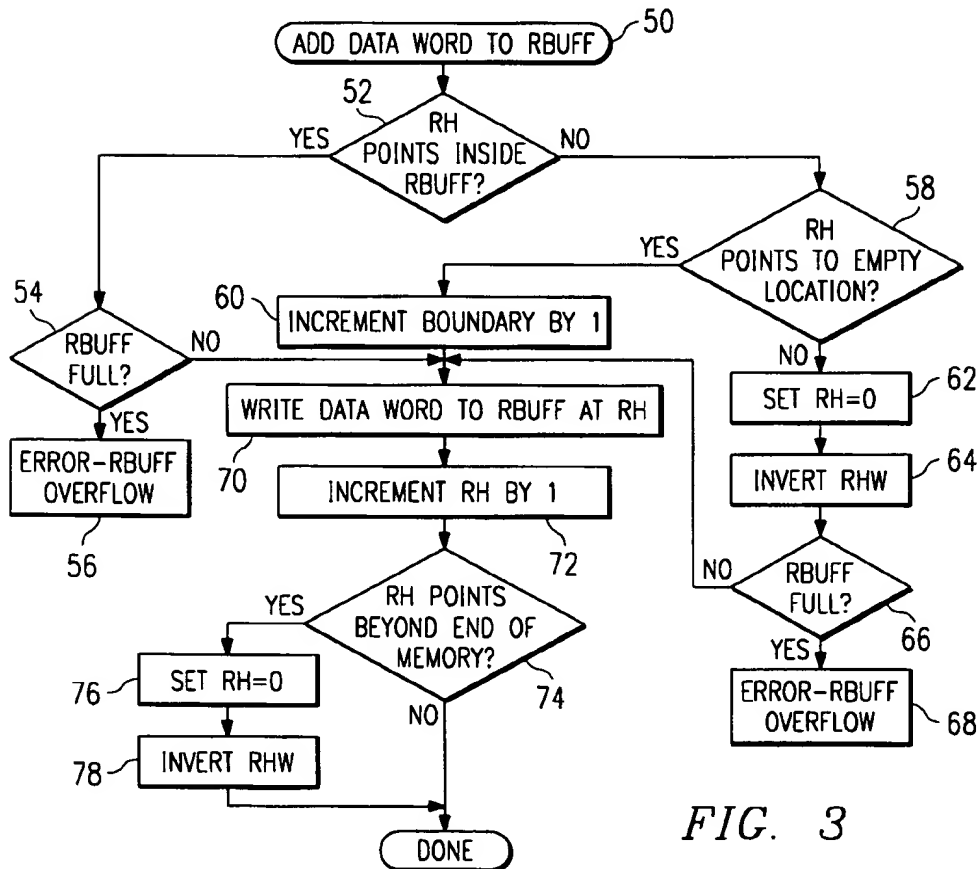 ADD DATA WORD TO RBUFF
50
52
RH
POINTS INSIDE
RBUFF?
YES
NO
58
RH
POINTS TO EMPTY
LOCATION?
YES
NO
54
RBUFF
FULL?
NO
YES
60
INCREMENT BOUNDARY BY 1
62
SET RH=0
WRITE DATA WORD TO RBUFF AT RH
70
ERROR-RBUFF
OVERFLOW
56
64
INVERT RHW
INCREMENT RH BY 1
72
RBUFF
FULL?
NO
YES
66
RH POINTS
BEYOND END OF
MEMORY?
YES
NO
74
76
SET RH=0
ERROR-RBUFF
OVERFLOW
68
78
INVERT RHW
DONE
FIG. 3